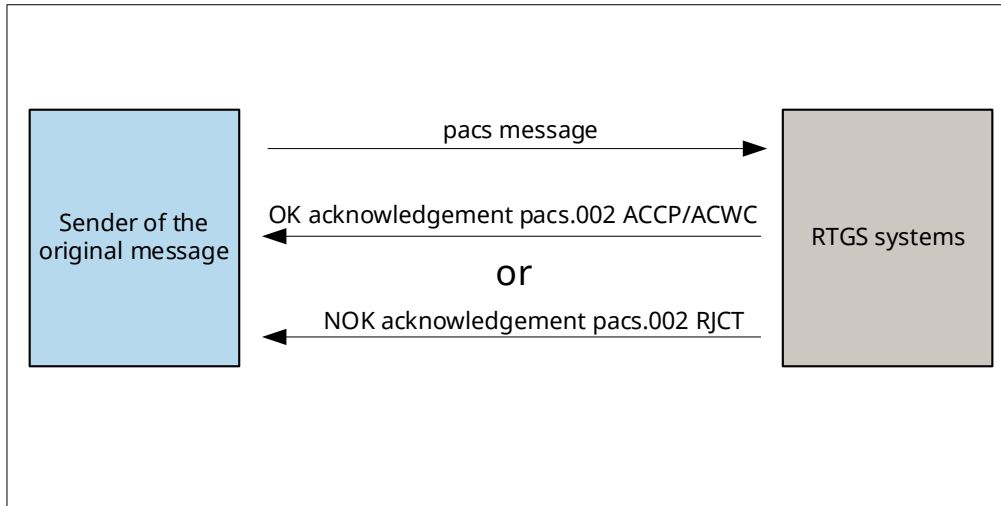 pacs message
Sender of the
original message
OK acknowledgement pacs.002 ACCP/ACWC
RTGS systems
or
NOK acknowledgement pacs.002 RJCT